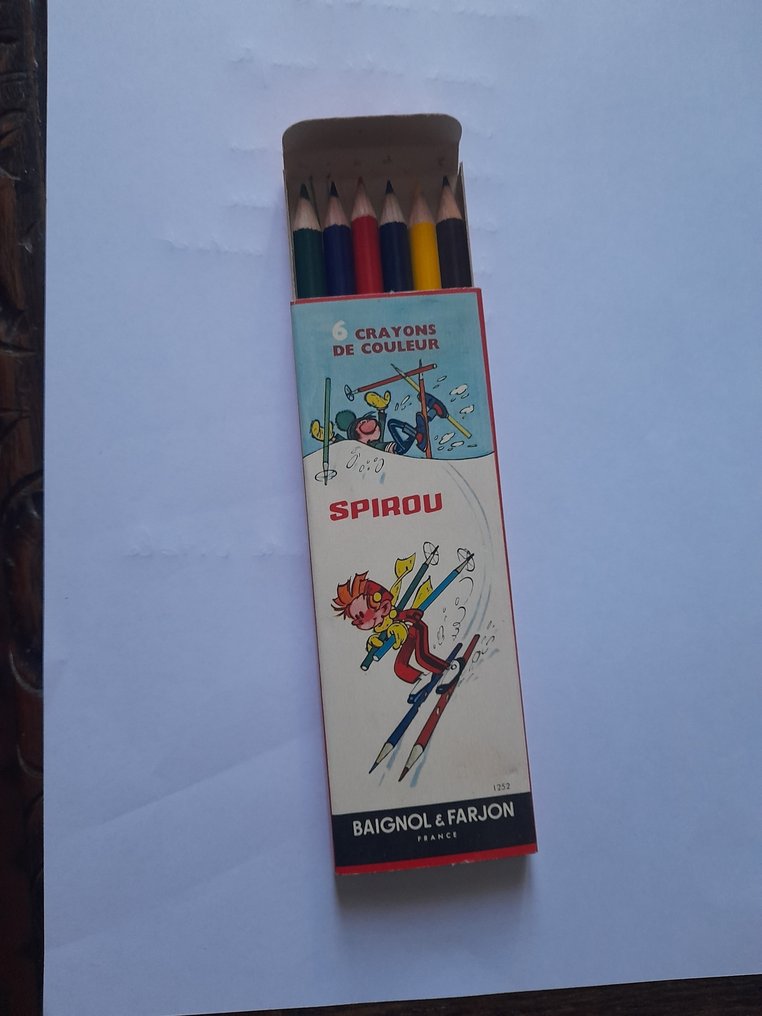 6 CRAYONS
DE COULEUR
SPIROU
1252
BAIGNOL & FARJON
FRANCE